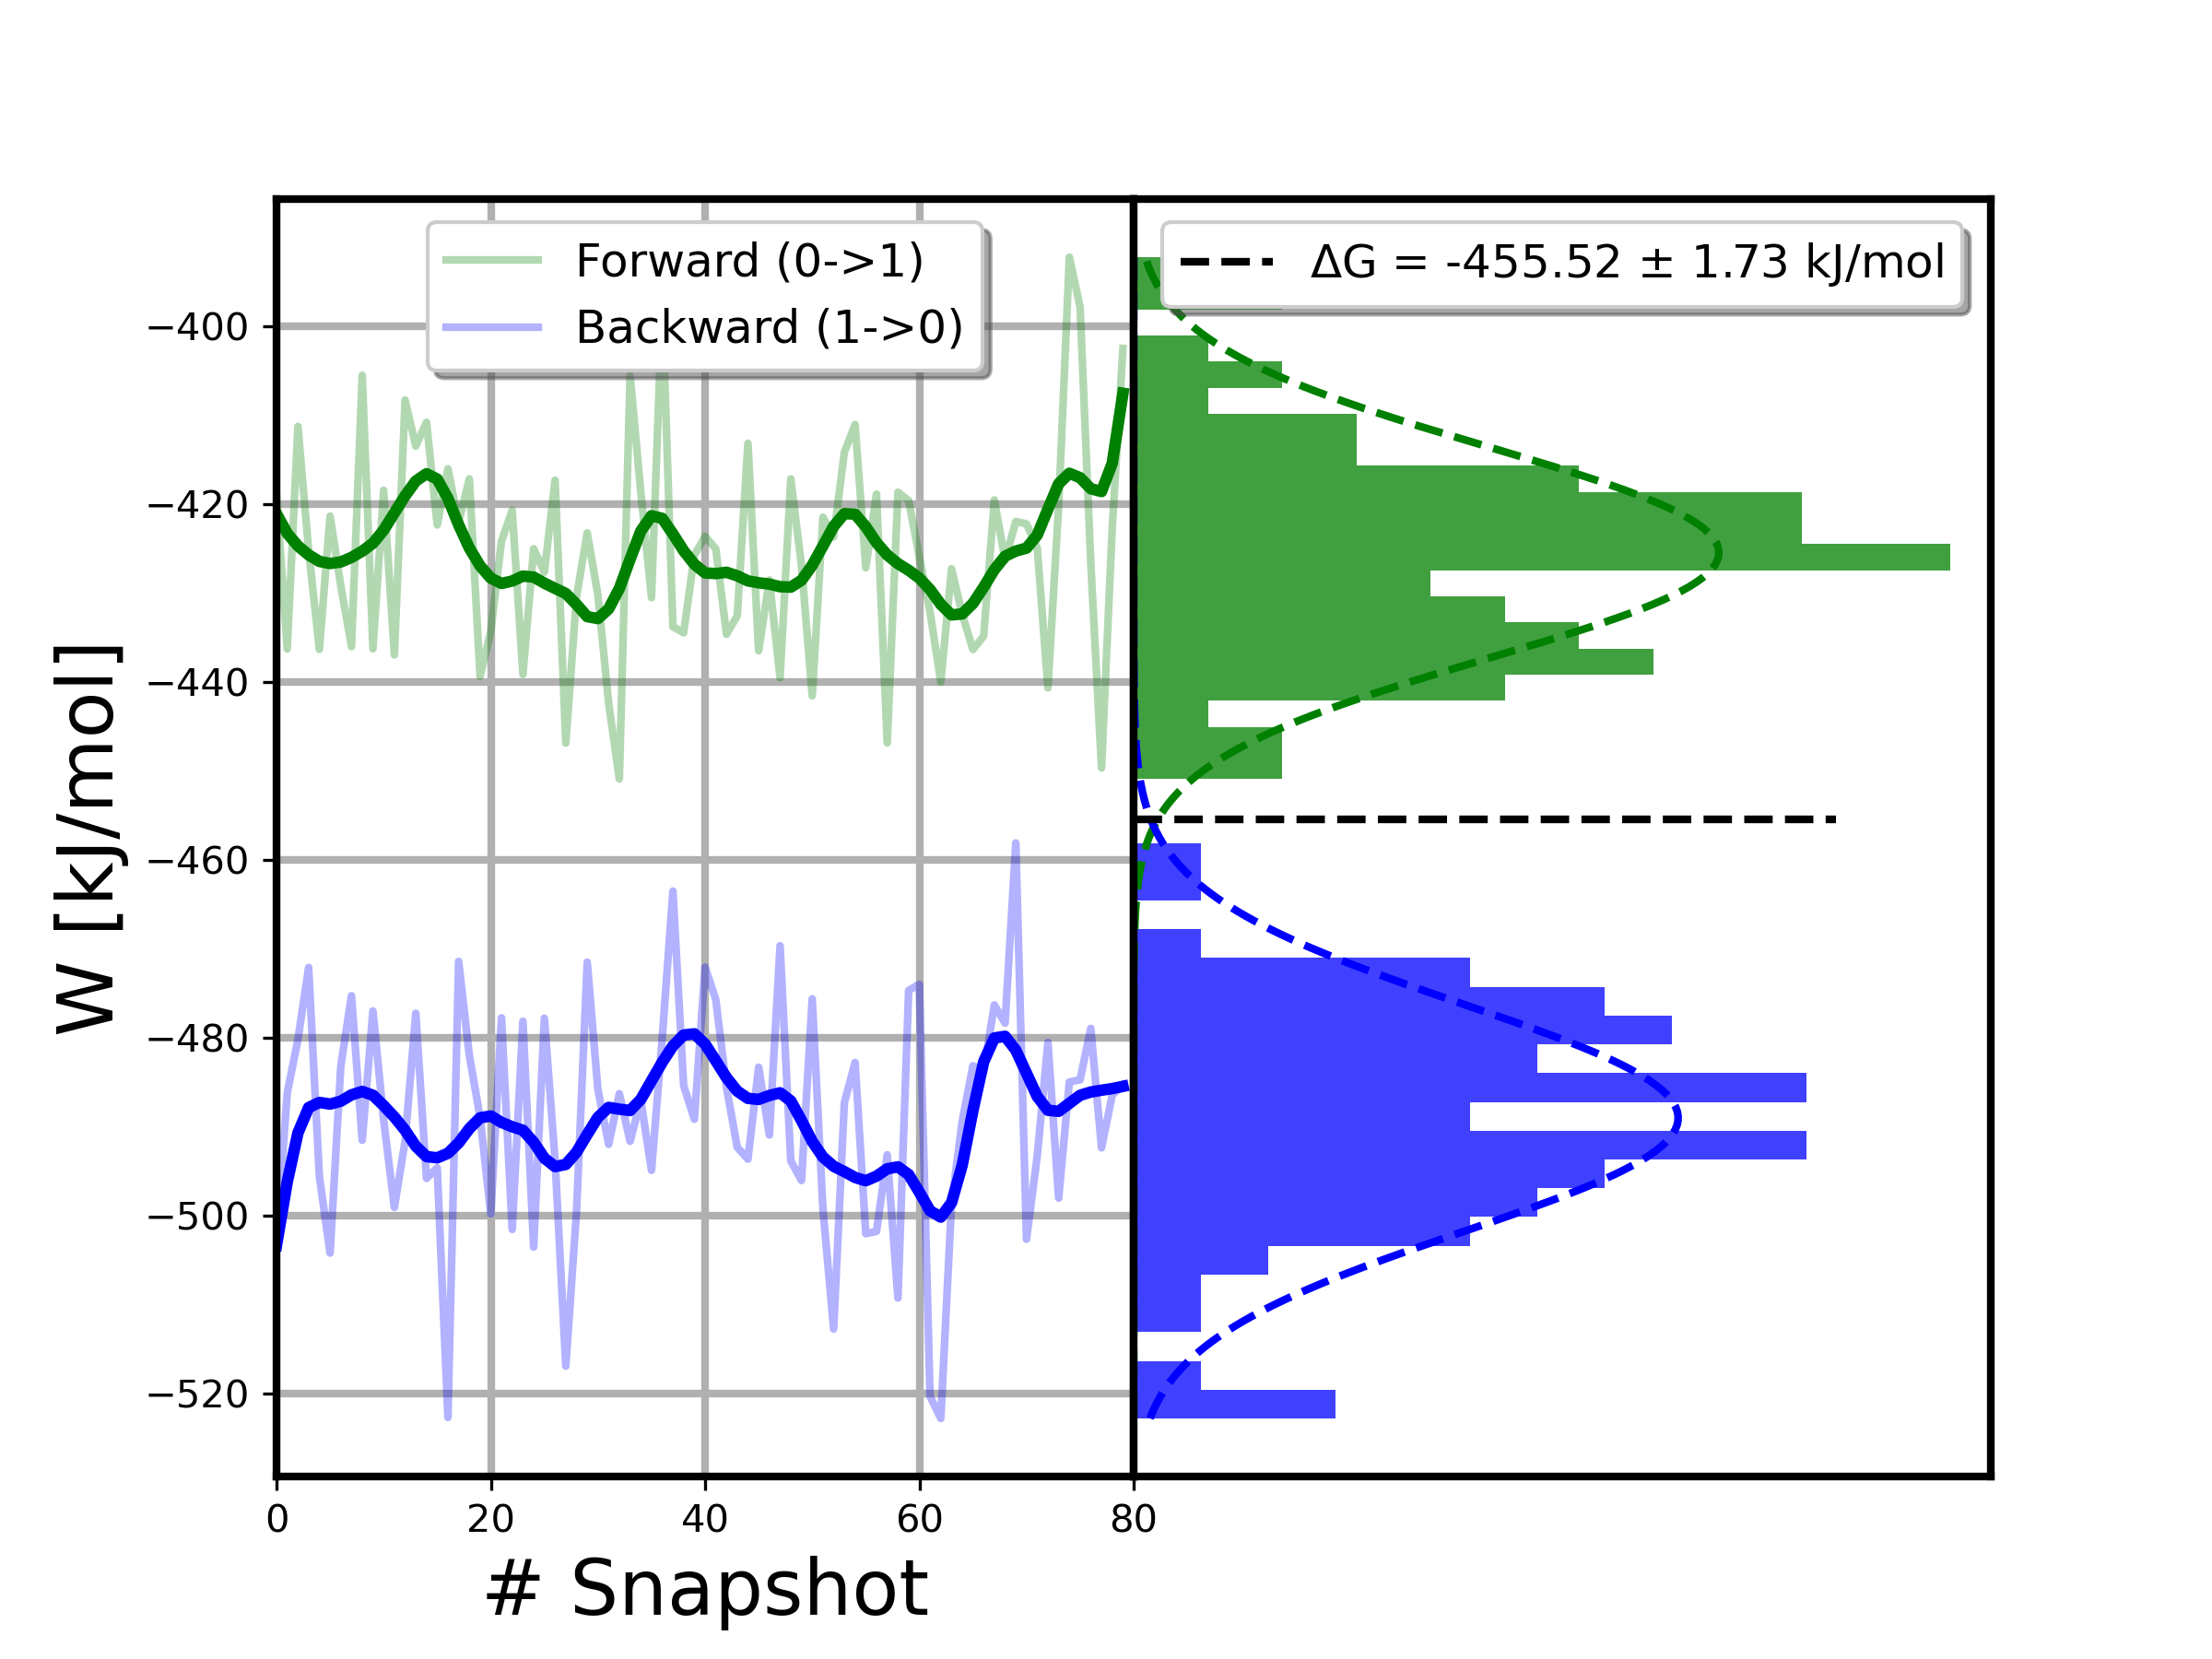 Forward (0->1)
Backward (1->0)
ΔG = -455.52 ± 1.73 kJ/mol
W [kJ/mol]
−400
−420
−440
−460
−480
−500
−520
0 20 40 60 80
# Snapshot